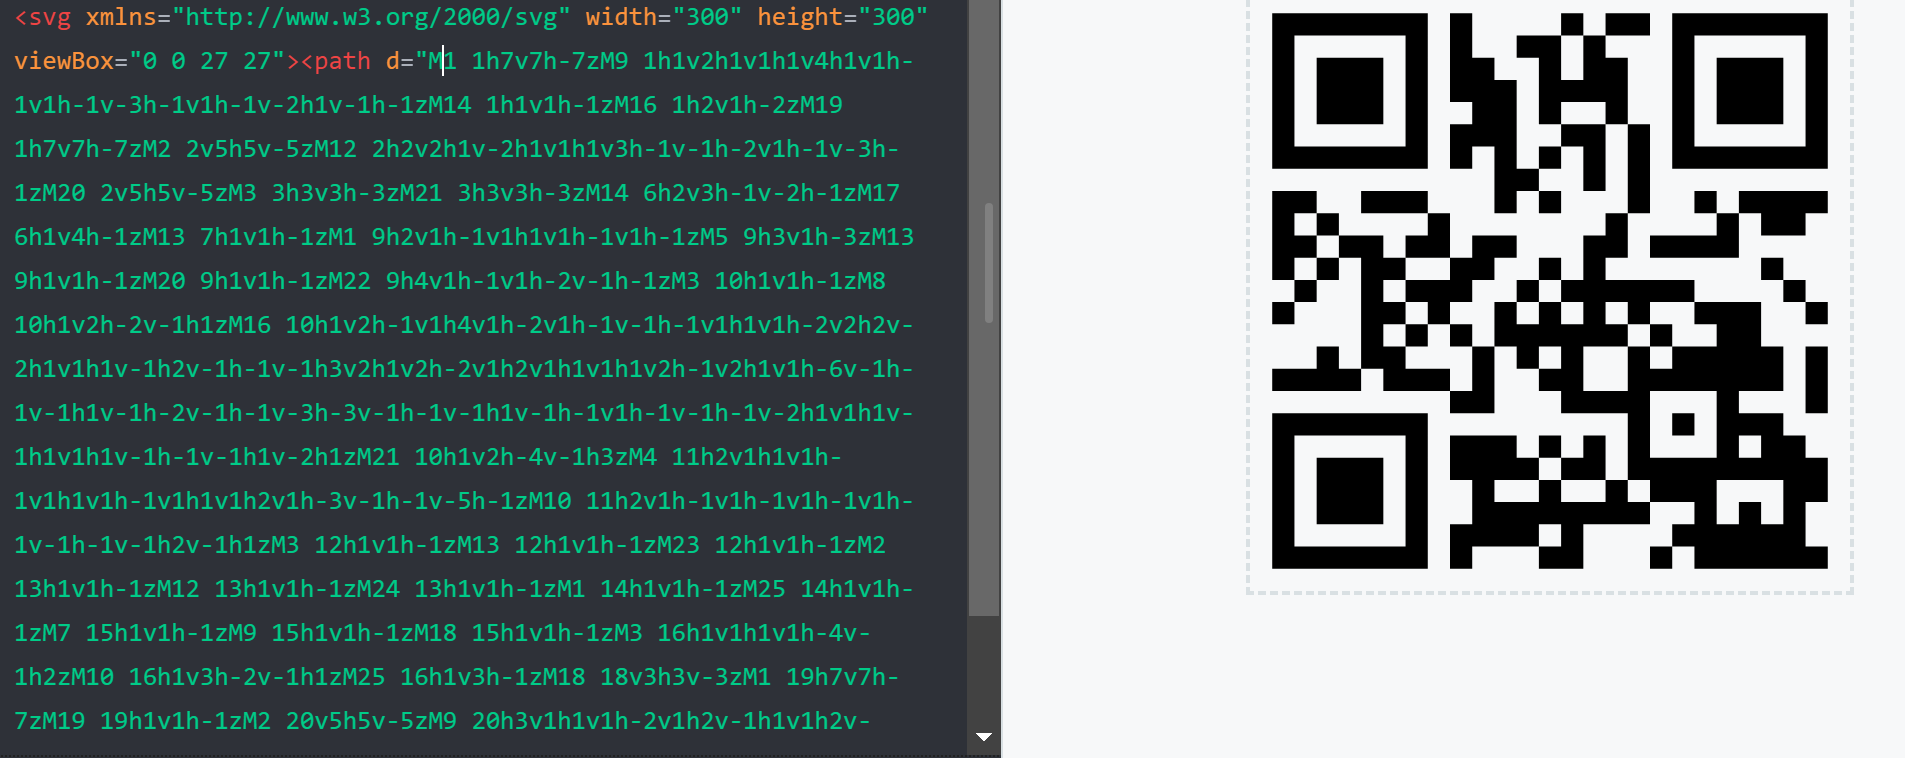 <svg xmlns="http://www.w3.org/2000/svg" width="300" height="300"
viewBox="0 0 27 27"><path d="M1 1h7v7h-7zM9 1h1v2h1v1h1v4h1v1h-
1v1h-1v-3h-1v1h-1v-2h1v-1h-1zM14 1h1v1h-1zM16 1h2v1h-2zM19
1h7v7h-7zM2 2v5h5v-5zM12 2h2v2h1v-2h1v1h1v3h-1v-1h-2v1h-1v-3h-
1zM20 2v5h5v-5zM3 3h3v3h-3zM21 3h3v3h-3zM14 6h2v3h-1v-2h-1zM17
6h1v4h-1zM13 7h1v1h-1zM1 9h2v1h-1v1h1v1h-1v1h-1zM5 9h3v1h-3zM13
9h1v1h-1zM20 9h1v1h-1zM22 9h4v1h-1v1h-2v-1h-1zM3 10h1v1h-1zM8
10h1v2h-2v-1h1zM16 10h1v2h-1v1h4v1h-2v1h-1v-1h-1v1h1v1h-2v2h2v-
2h1v1h1v-1h2v-1h-1v-1h3v2h1v2h-2v1h2v1h1v1h1v2h-1v2h1v1h-6v-1h-
1v-1h1v-1h-2v-1h-1v-3h-3v-1h-1v-1h1v-1h-1v1h-1v-1h-1v-2h1v1h1v-
1h1v1h1v-1h-1v-1h1v-2h1zM21 10h1v2h-4v-1h3zM4 11h2v1h1v1h-
1v1h1v1h-1v1h1v1h2v1h-3v-1h-1v-5h-1zM10 11h2v1h-1v1h-1v1h-1v1h-
1v-1h-1v-1h2v-1h1zM3 12h1v1h-1zM13 12h1v1h-1zM23 12h1v1h-1zM2
13h1v1h-1zM12 13h1v1h-1zM24 13h1v1h-1zM1 14h1v1h-1zM25 14h1v1h-
1zM7 15h1v1h-1zM9 15h1v1h-1zM18 15h1v1h-1zM3 16h1v1h1v1h-4v-
1h2zM10 16h1v3h-2v-1h1zM25 16h1v3h-1zM18 18v3h3v-3zM1 19h7v7h-
7zM19 19h1v1h-1zM2 20v5h5v-5zM9 20h3v1h1v1h-2v1h2v-1h1v1h2v-